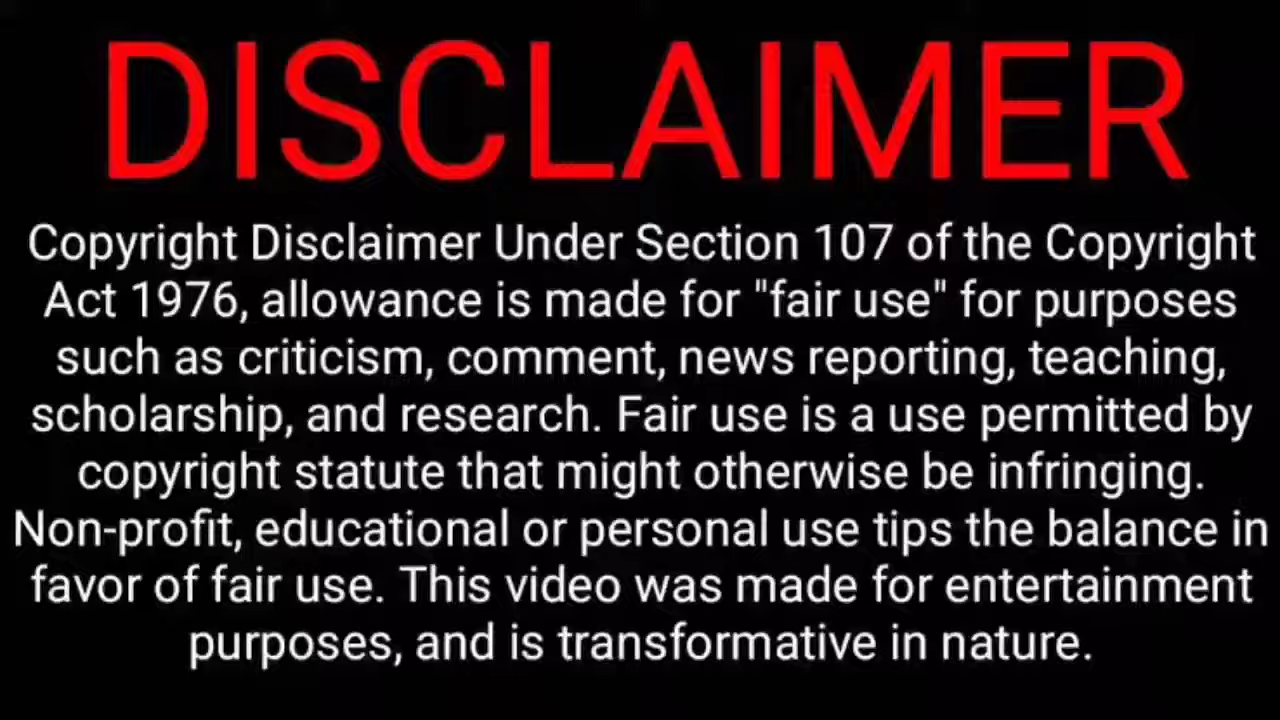 DISCLAIMER
Copyright Disclaimer Under Section 107 of the Copyright
Act 1976, allowance is made for "fair use" for purposes
such as criticism, comment, news reporting, teaching,
scholarship, and research. Fair use is a use permitted by
copyright statute that might otherwise be infringing.
Non-profit, educational or personal use tips the balance in
favor of fair use. This video was made for entertainment
purposes, and is transformative in nature.